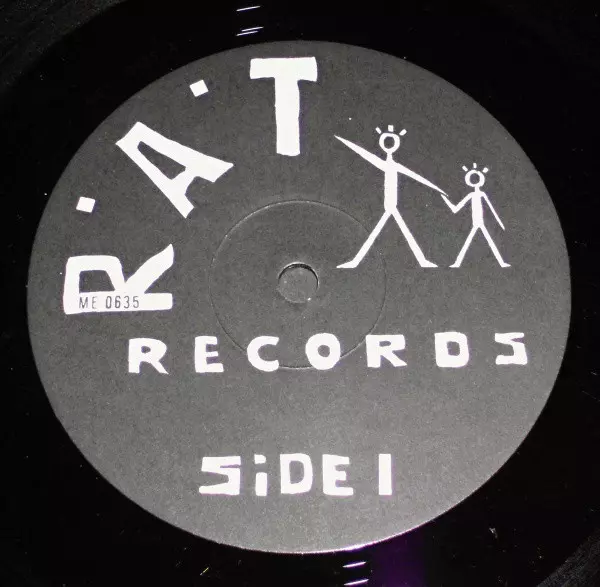 R·A·T
ME 0635
RECORDS
SiDE 1